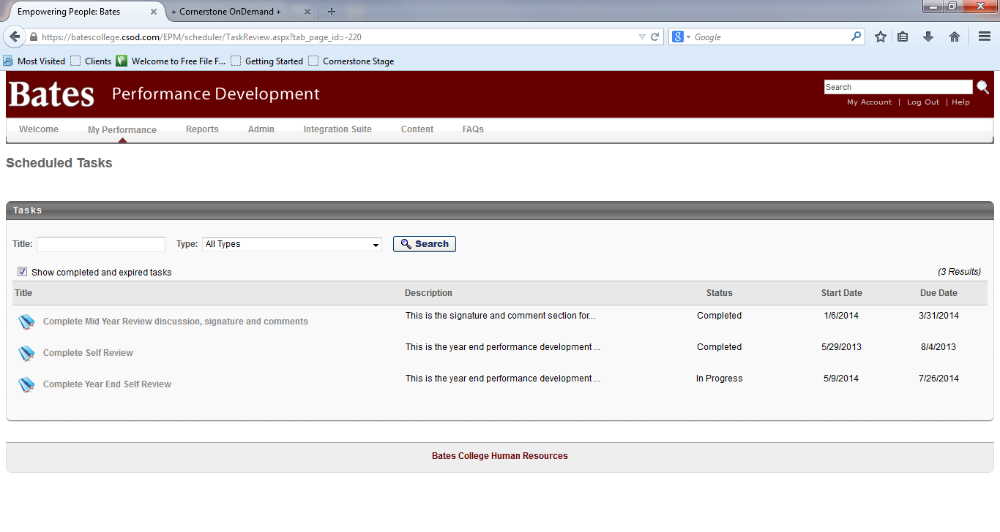 Empowering People: Bates
+ Cornerstone OnDemand +
https://batescollege.csod.com/EPM/scheduler/TaskReview.aspx?tab_page_id=-220
Google
Most Visited Clients Welcome to Free File F... Getting Started Cornerstone Stage
Bates Performance Development
Search
My Account | Log Out | Help
Welcome My Performance Reports Admin Integration Suite Content FAQs
Scheduled Tasks
Tasks
Title: Type: All Types Search
Show completed and expired tasks (3 Results)
Title Description Status Start Date Due Date
Complete Mid Year Review discussion, signature and comments This is the signature and comment section for... Completed 1/6/2014 3/31/2014
Complete Self Review This is the year end performance development ... Completed 5/29/2013 8/4/2013
Complete Year End Self Review This is the year end performance development ... In Progress 5/9/2014 7/26/2014
Bates College Human Resources